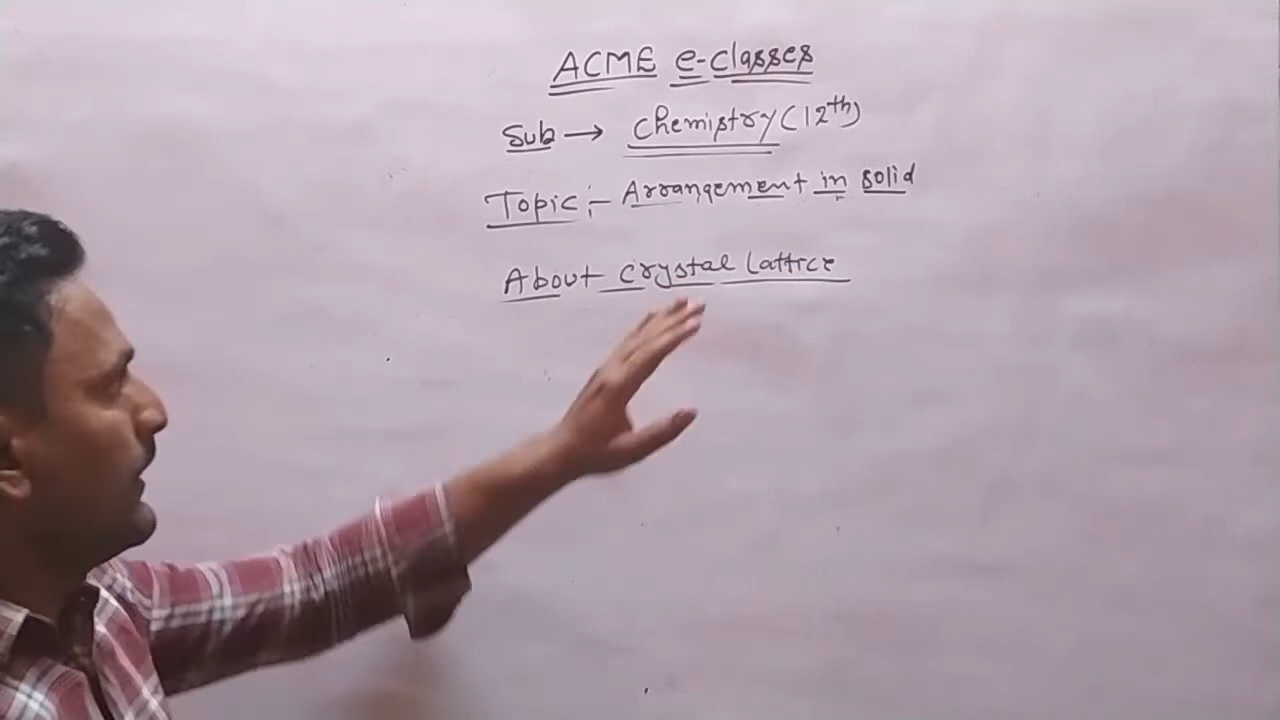 ACME e-classes
Sub → Chemistry (12th)
Topic :- Arrangement in solid
About crystal Lattice